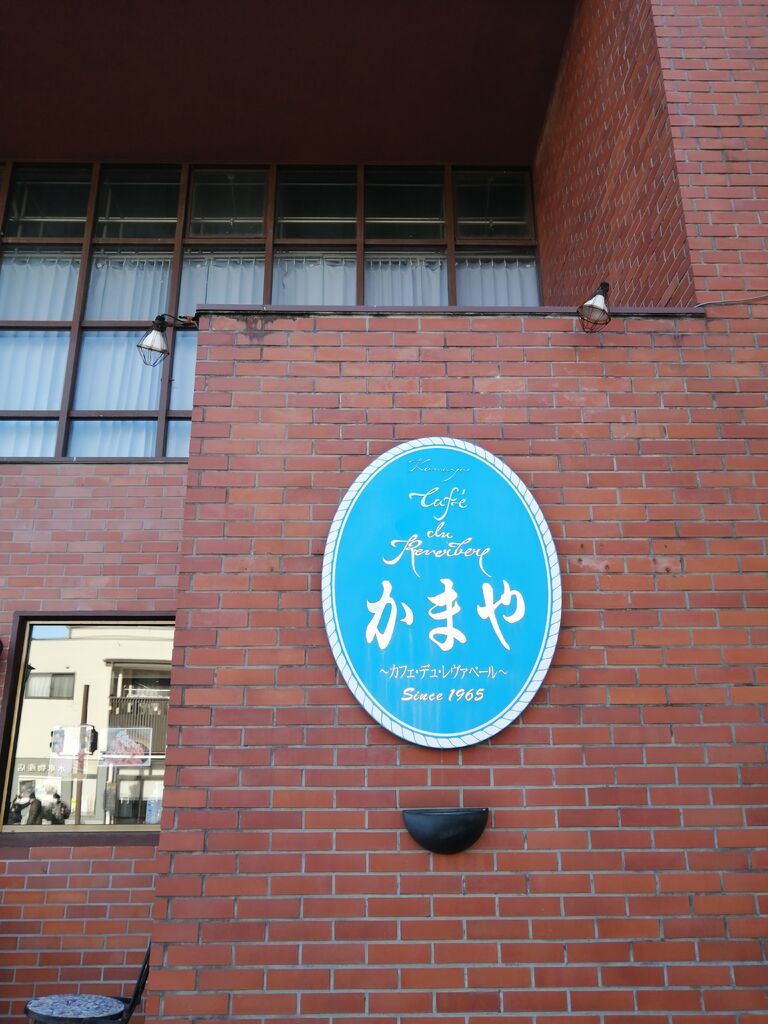 Kamaya
Café
du
Reverbere
かまや
～カフェ・デュ・レヴァベール～
Since 1965